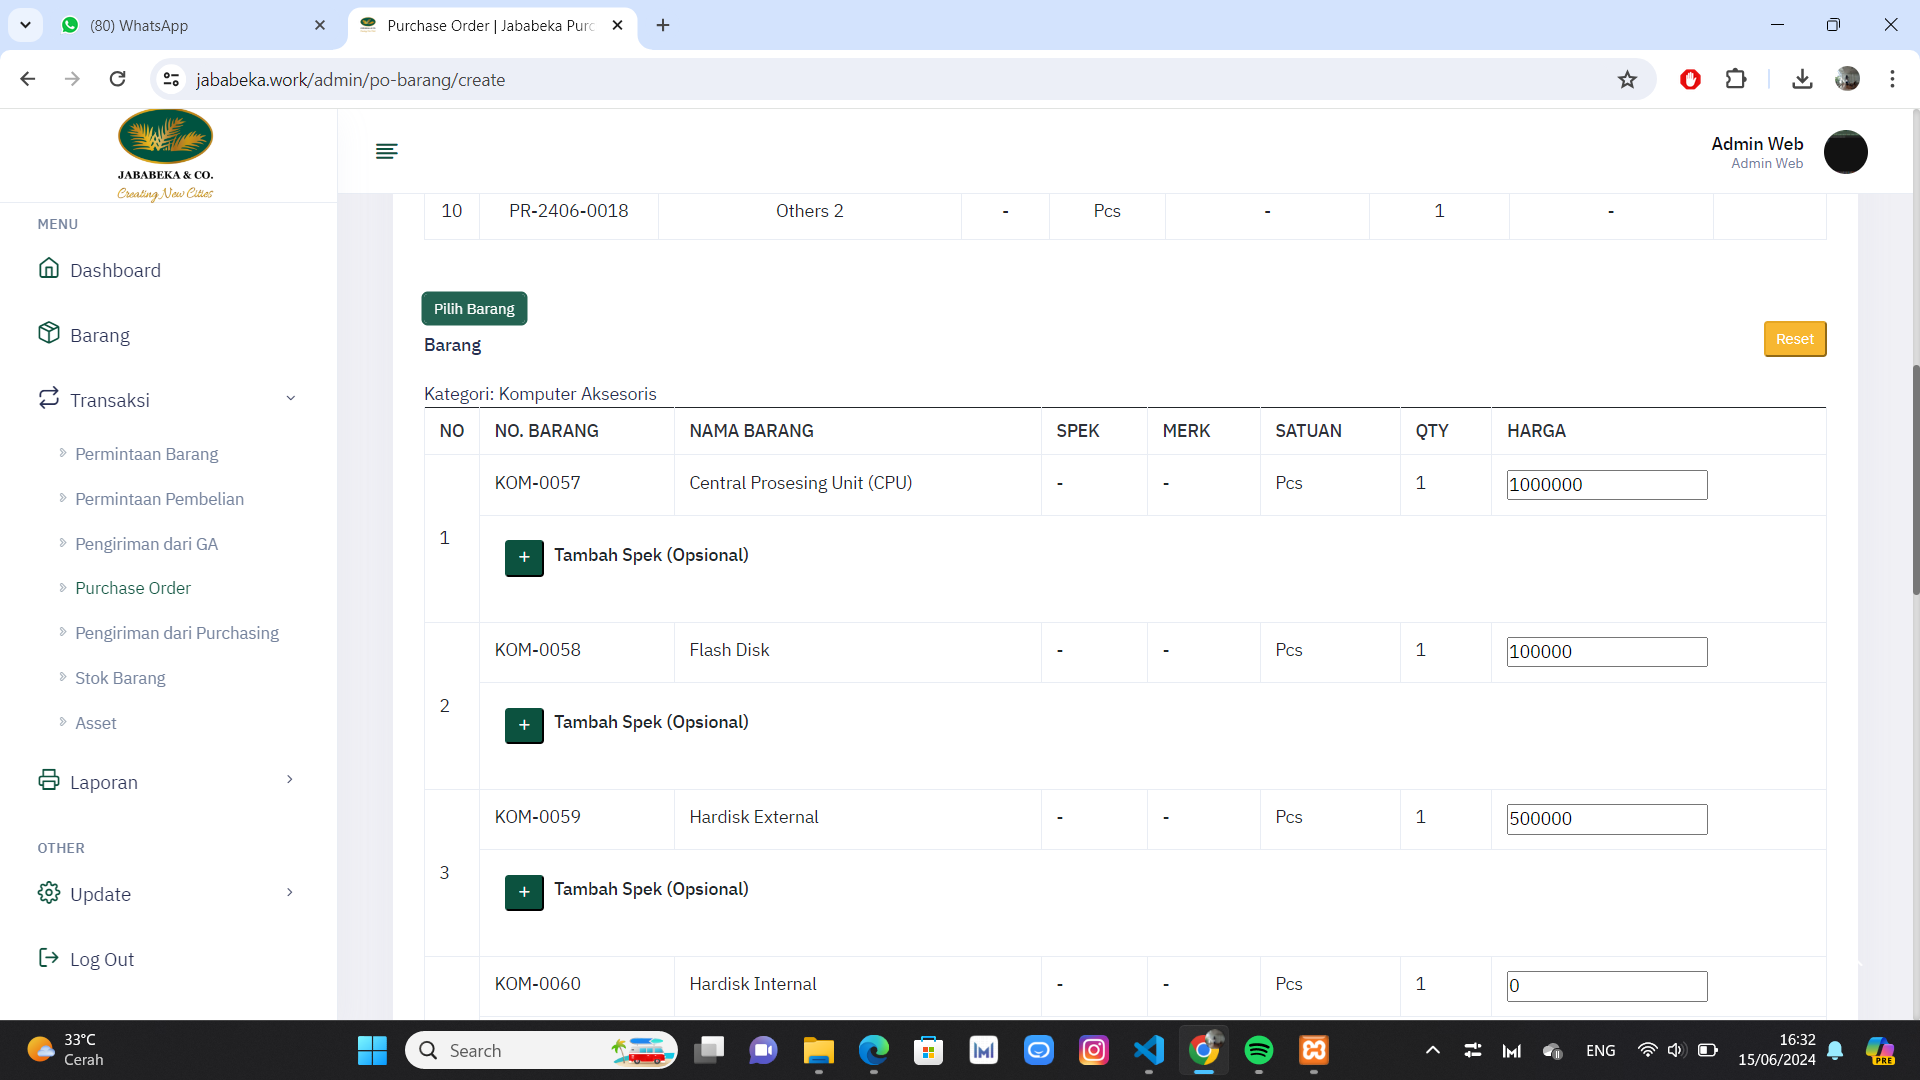 (80) WhatsApp
Purchase Order | Jababeka Purc
jababeka.work/admin/po-barang/create
JABABEKA & CO.
Creating New Cities
Admin Web
Admin Web
MENU
Dashboard
Barang
Transaksi
Permintaan Barang
Permintaan Pembelian
Pengiriman dari GA
Purchase Order
Pengiriman dari Purchasing
Stok Barang
Asset
Laporan
OTHER
Update
Log Out
10 PR-2406-0018 Others 2 - Pcs - 1 -
Pilih Barang
Barang
Reset
Kategori: Komputer Aksesoris
NO NO. BARANG NAMA BARANG SPEK MERK SATUAN QTY HARGA
KOM-0057 Central Prosesing Unit (CPU) - - Pcs 1 1000000
1
+ Tambah Spek (Opsional)
KOM-0058 Flash Disk - - Pcs 1 100000
2
+ Tambah Spek (Opsional)
KOM-0059 Hardisk External - - Pcs 1 500000
3
+ Tambah Spek (Opsional)
KOM-0060 Hardisk Internal - - Pcs 1 0
33°C
Cerah
Search
ENG
16:32
15/06/2024
PRE